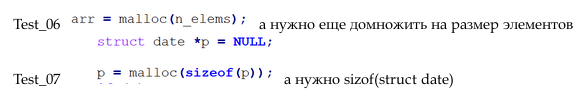 Test_06 arr = malloc(n_elems); а нужно еще домножить на размер элементов
struct date *p = NULL;
Test_07 p = malloc(sizeof(p)); а нужно sizof(struct date)